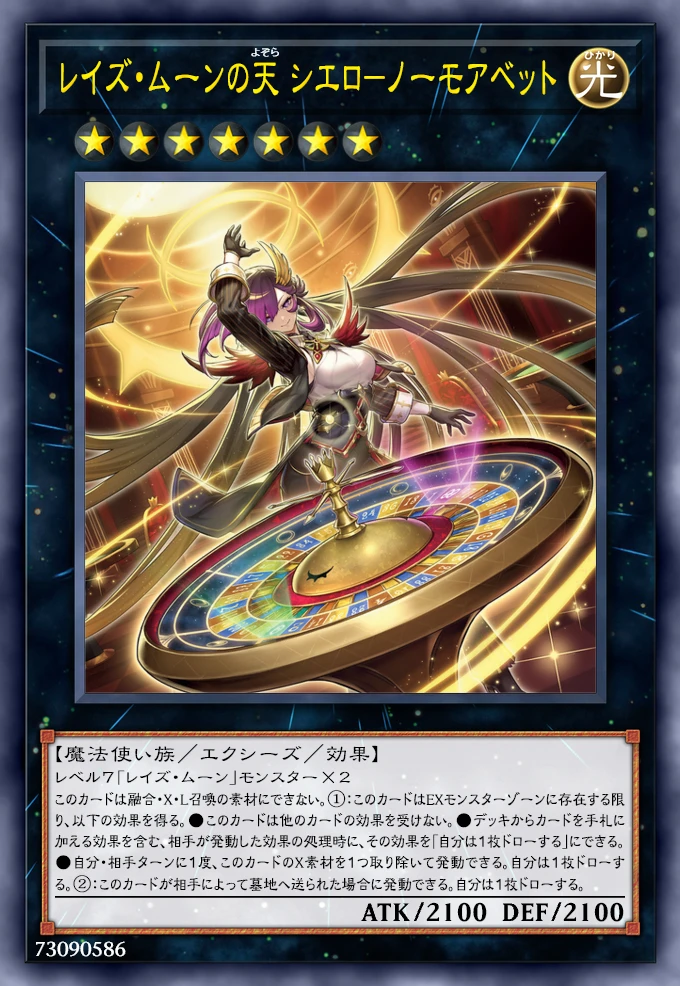 よぞら
レイズ・ム〜ンの天 シエロ－ノ〜モアベット
ひかり
光
【魔法使い族／エクシーズ／効果】
レベル７「レイズ・ムーン」モンスター×２
このカードは融合・X・L召喚の素材にできない。①：このカードはEXモンスターゾーンに存在する限
り、以下の効果を得る。●このカードは他のカードの効果を受けない。●デッキからカードを手札に
加える効果を含む、相手が発動した効果の処理時に、その効果を「自分は１枚ドローする」にできる。
●自分・相手ターンに１度、このカードのX素材を１つ取り除いて発動できる。自分は１枚ドローす
る。②：このカードが相手によって墓地へ送られた場合に発動できる。自分は１枚ドローする。
ATK/2100 DEF/2100
73090586